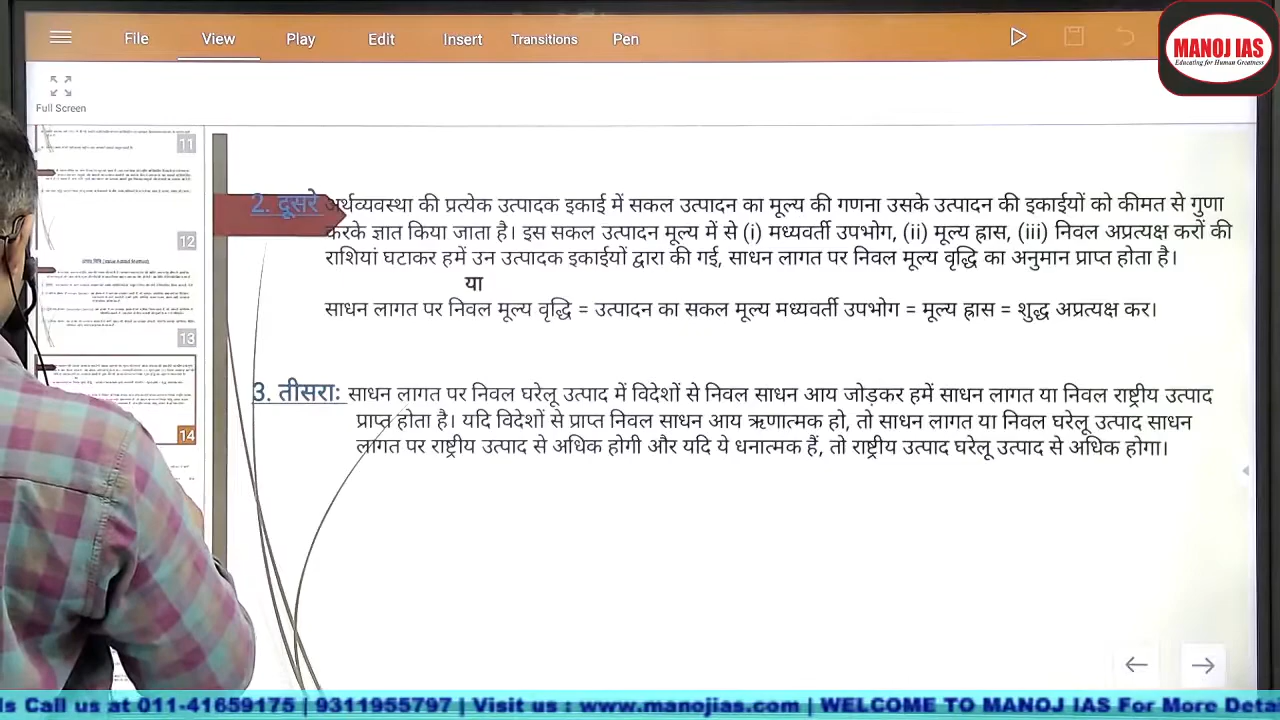 File View Play Edit Insert Transitions Pen
MANOJ IAS
Educating for Human Greatness
Full Screen
11
12
13
14
2. दूसरे अर्थव्यवस्था की प्रत्येक उत्पादक इकाई में सकल उत्पादन का मूल्य की गणना उसके उत्पादन की इकाईयों को कीमत से गुणा
करके ज्ञात किया जाता है। इस सकल उत्पादन मूल्य में से (i) मध्यवर्ती उपभोग, (ii) मूल्य ह्रास, (iii) निवल अप्रत्यक्ष करों की
राशियां घटाकर हमें उन उत्पादक इकाईयों द्वारा की गई, साधन लागत पर निवल मूल्य वृद्धि का अनुमान प्राप्त होता है।
या
साधन लागत पर निवल मूल्य वृद्धि = उत्पादन का सकल मूल्य मध्यवर्ती उपभोग = मूल्य ह्रास = शुद्ध अप्रत्यक्ष कर।
3. तीसराः साधन लागत पर निवल घरेलू उत्पाद में विदेशों से निवल साधन आय जोड़कर हमें साधन लागत या निवल राष्ट्रीय उत्पाद
प्राप्त होता है। यदि विदेशों से प्राप्त निवल साधन आय ऋणात्मक हो, तो साधन लागत या निवल घरेलू उत्पाद साधन
लागत पर राष्ट्रीय उत्पाद से अधिक होगी और यदि ये धनात्मक हैं, तो राष्ट्रीय उत्पाद घरेलू उत्पाद से अधिक होगा।
ls Call us at 011-41659175 | 9311955797 | Visit us : www.manojias.com | WELCOME TO MANOJ IAS For More Deta